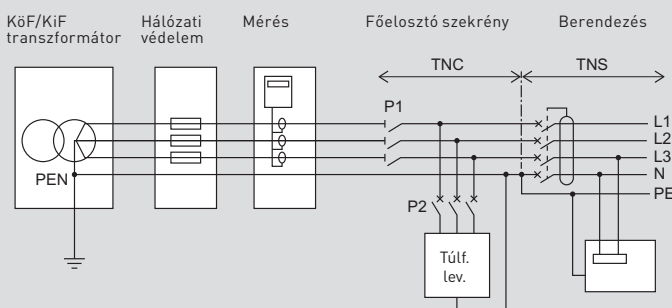 KöF/KiF
transzformátor
Hálózati
védelem
Mérés
Főelosztó szekrény
Berendezés
TNC
TNS
P1
L1
L2
L3
N
PE
PEN
P2
Túlf.
lev.